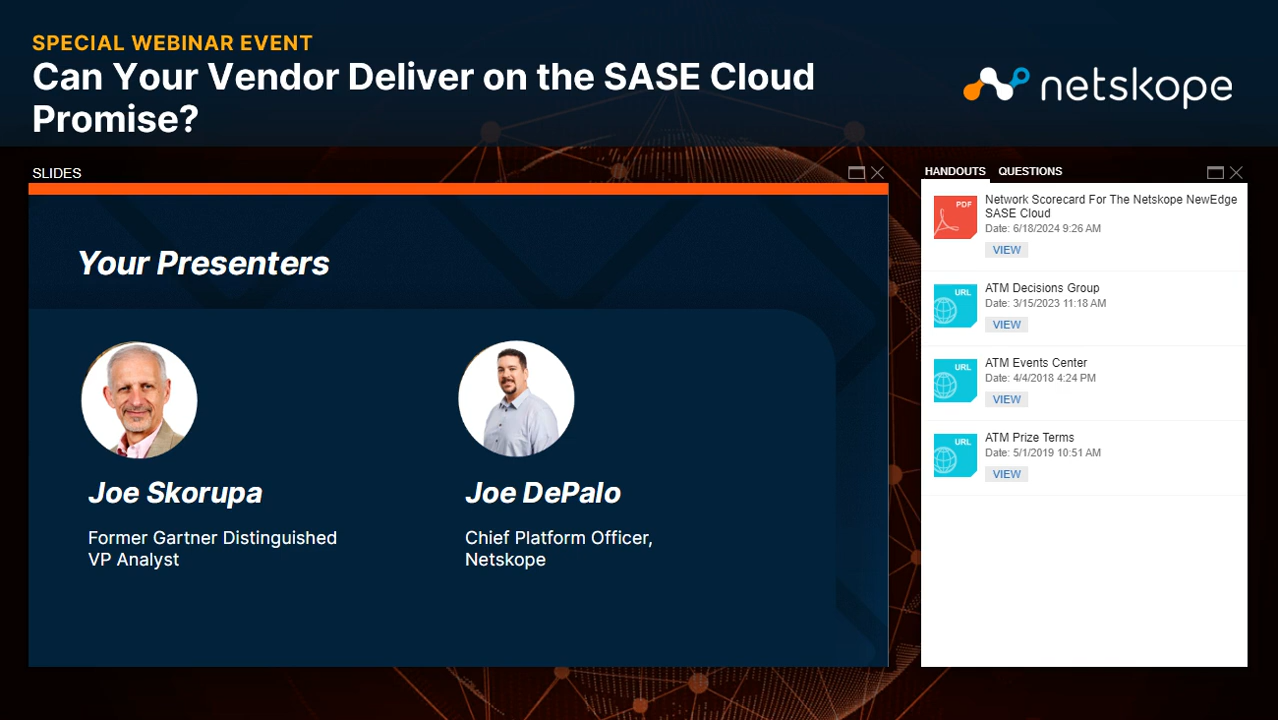 SPECIAL WEBINAR EVENT
Can Your Vendor Deliver on the SASE Cloud
Promise?
netskope
SLIDES
Your Presenters
Joe Skorupa
Former Gartner Distinguished
VP Analyst
Joe DePalo
Chief Platform Officer,
Netskope
HANDOUTS QUESTIONS
PDF
Network Scorecard For The Netskope NewEdge
SASE Cloud
Date: 6/18/2024 9:26 AM
VIEW
URL
ATM Decisions Group
Date: 3/15/2023 11:18 AM
VIEW
URL
ATM Events Center
Date: 4/4/2018 4:24 PM
VIEW
URL
ATM Prize Terms
Date: 5/1/2019 10:51 AM
VIEW